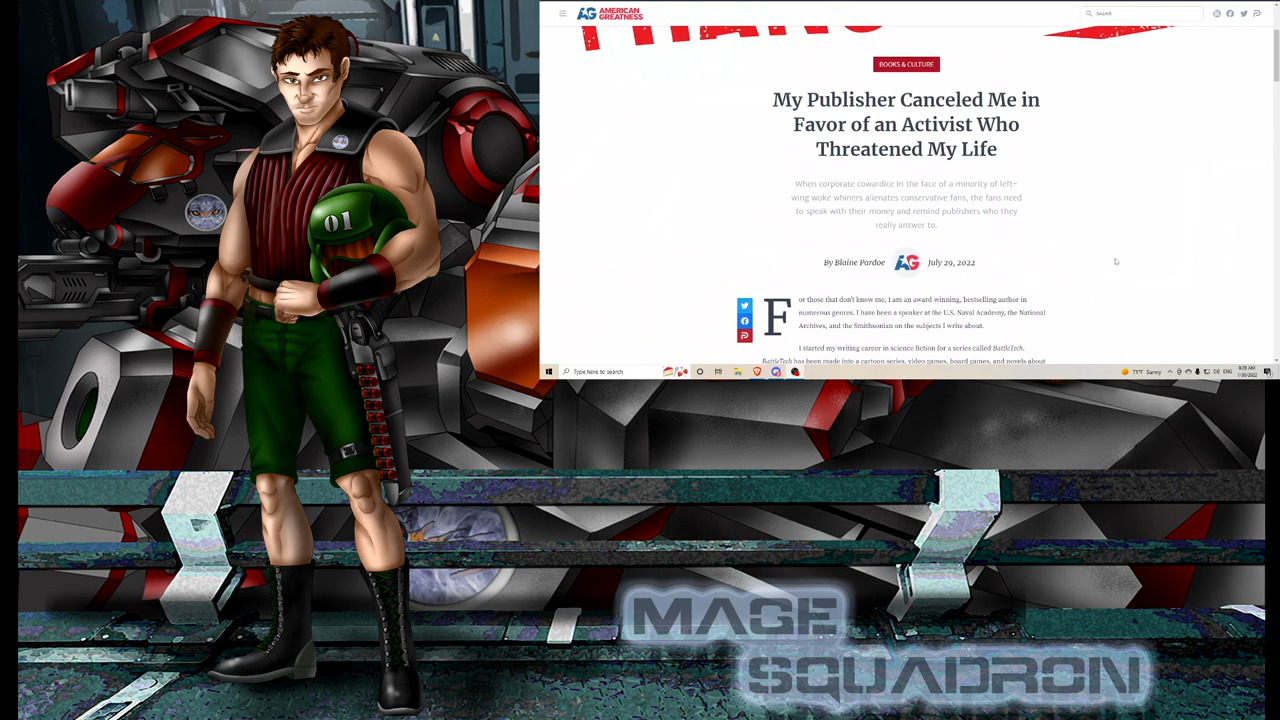 AMERICAN
GREATNESS
Search
BOOKS & CULTURE
My Publisher Canceled Me in
Favor of an Activist Who
Threatened My Life
When corporate cowardice in the face of a minority of left-
wing woke whiners alienates conservative fans, the fans need
to speak with their money and remind publishers who they
really answer to.
By Blaine Pardoe
AG
July 29, 2022
For those that don't know me, I am an award-winning, bestselling author in
numerous genres. I have been a speaker at the U.S. Naval Academy, the National
Archives, and the Smithsonian on the subjects I write about.
I started my writing career in science fiction for a series called BattleTech.
BattleTech has been made into a cartoon series, video games, board games, and novels about
Type here to search
Sunny
ENG
01
MAGE
SQUADRON